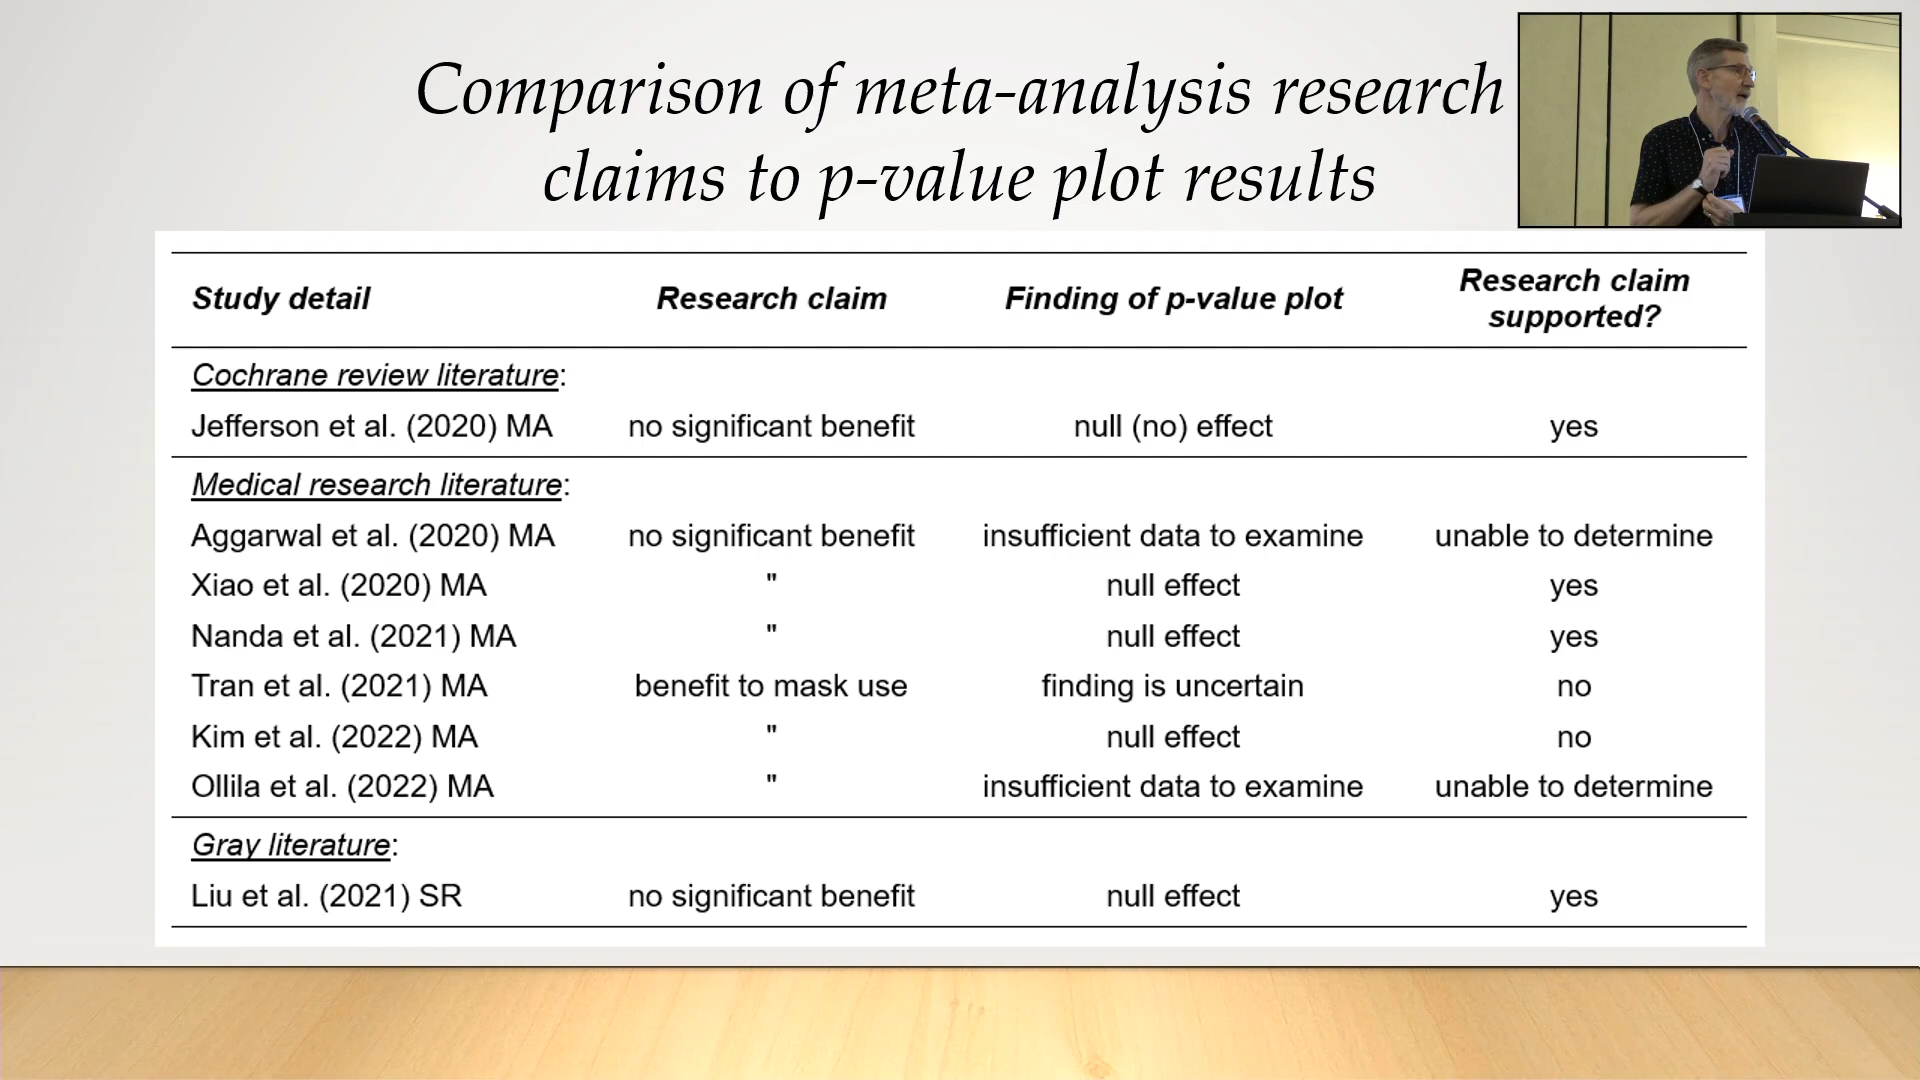 Comparison of meta-analysis research
claims to p-value plot results
Study detail Research claim Finding of p-value plot Research claim supported?
Cochrane review literature:
Jefferson et al. (2020) MA no significant benefit null (no) effect yes
Medical research literature:
Aggarwal et al. (2020) MA no significant benefit insufficient data to examine unable to determine
Xiao et al. (2020) MA " null effect yes
Nanda et al. (2021) MA " null effect yes
Tran et al. (2021) MA benefit to mask use finding is uncertain no
Kim et al. (2022) MA " null effect no
Ollila et al. (2022) MA " insufficient data to examine unable to determine
Gray literature:
Liu et al. (2021) SR no significant benefit null effect yes